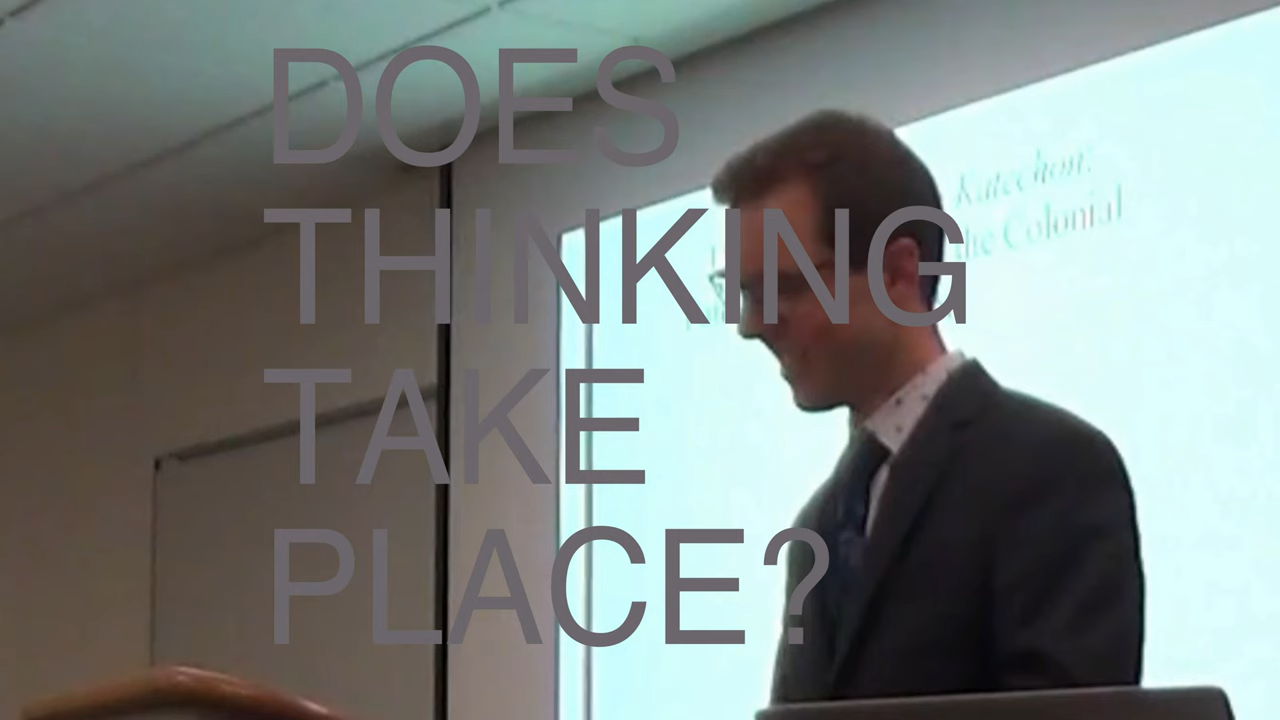 DOES
THINKING
TAKE
PLACE?
Katechon:
the Colonial